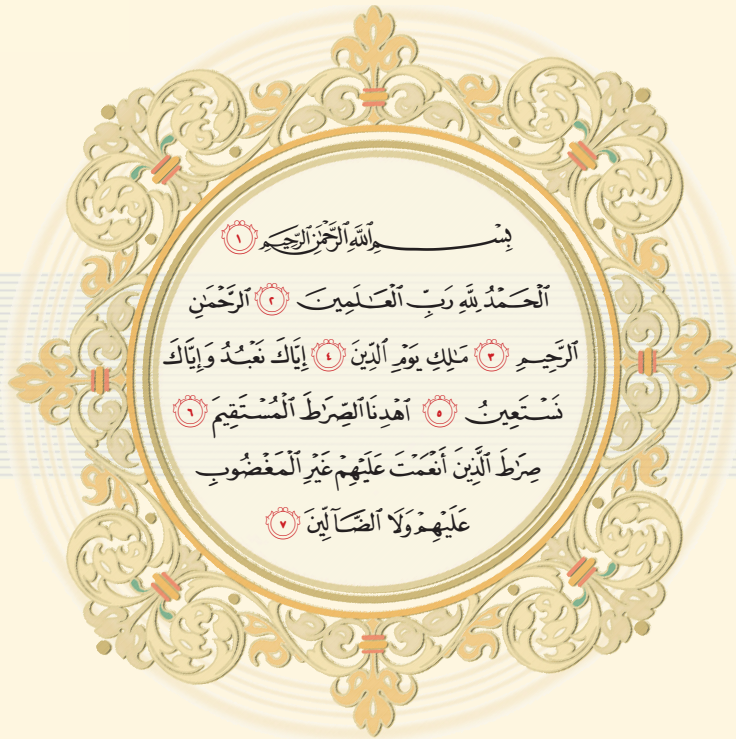 بِسْمِ ٱللَّهِ ٱلرَّحْمَٰنِ ٱلرَّحِيمِ ١
ٱلْحَمْدُ لِلَّهِ رَبِّ ٱلْعَـٰلَمِينَ ٢ ٱلرَّحْمَـٰنِ
ٱلرَّحِيمِ ٣ مَـٰلِكِ يَوْمِ ٱلدِّينِ ٤ إِيَّاكَ نَعْبُدُ وَإِيَّاكَ
نَسْتَعِينُ ٥ ٱهْدِنَا ٱلصِّرَٰطَ ٱلْمُسْتَقِيمَ ٦
صِرَٰطَ ٱلَّذِينَ أَنْعَمْتَ عَلَيْهِمْ غَيْرِ ٱلْمَغْضُوبِ
عَلَيْهِمْ وَلَا ٱلضَّآلِّينَ ٧